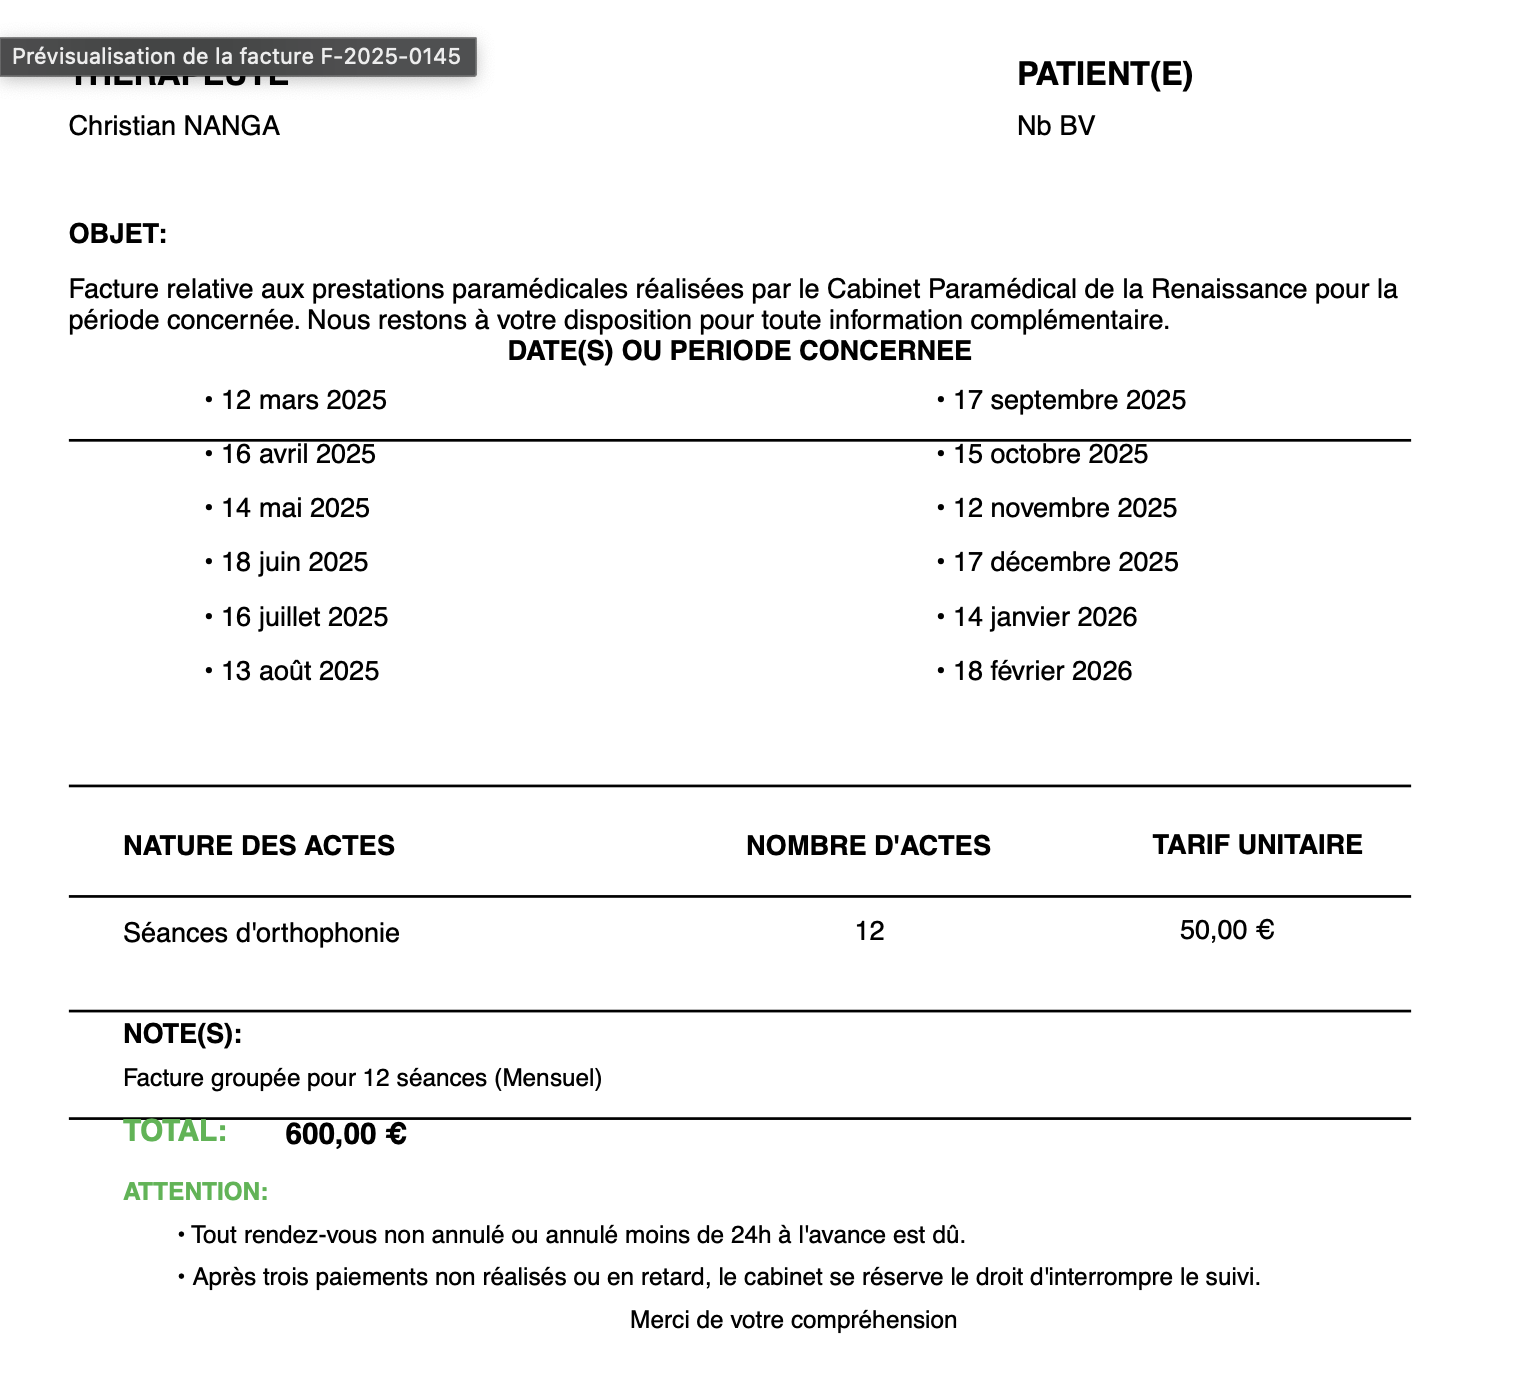 Prévisualisation de la facture F-2025-0145
THERAPEUTE
PATIENT(E)
Christian NANGA
Nb BV
OBJET:
Facture relative aux prestations paramédicales réalisées par le Cabinet Paramédical de la Renaissance pour la
période concernée. Nous restons à votre disposition pour toute information complémentaire.
DATE(S) OU PERIODE CONCERNEE
• 12 mars 2025
• 16 avril 2025
• 14 mai 2025
• 18 juin 2025
• 16 juillet 2025
• 13 août 2025
• 17 septembre 2025
• 15 octobre 2025
• 12 novembre 2025
• 17 décembre 2025
• 14 janvier 2026
• 18 février 2026
NATURE DES ACTES NOMBRE D'ACTES TARIF UNITAIRE
Séances d'orthophonie 12 50,00 €
NOTE(S):
Facture groupée pour 12 séances (Mensuel)
TOTAL: 600,00 €
ATTENTION:
• Tout rendez-vous non annulé ou annulé moins de 24h à l'avance est dû.
• Après trois paiements non réalisés ou en retard, le cabinet se réserve le droit d'interrompre le suivi.
Merci de votre compréhension